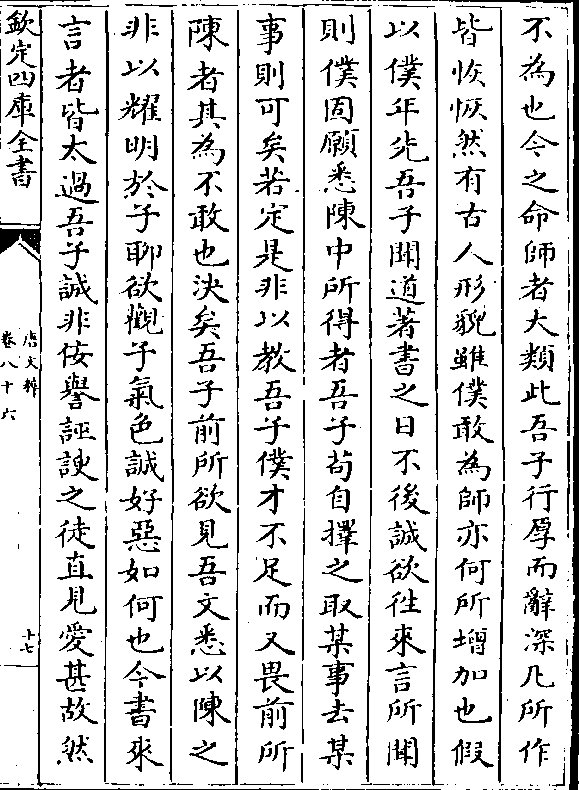 不為也今之命師者大類此吾子行厚而辭深凡所作
皆恢恢然有古人形貌雖僕敢為師亦何所增加也假
以僕年先吾子聞道著書之日不後誠欲徃來言所聞
則僕固願悉陳中所得者吾子苟自擇之取某事去某
事則可矣若定是非以教吾子僕才不足而又畏前所
陳者其為不敢也決矣吾子前所欲見吾文悉以陳之
非以耀明於子聊欲觀子氣色誠好惡如何也今書來
言者皆太過吾子誠非佞譽誣諛之徒直見愛甚故然
欽定四庫全書
唐文粹
卷八十六
十七